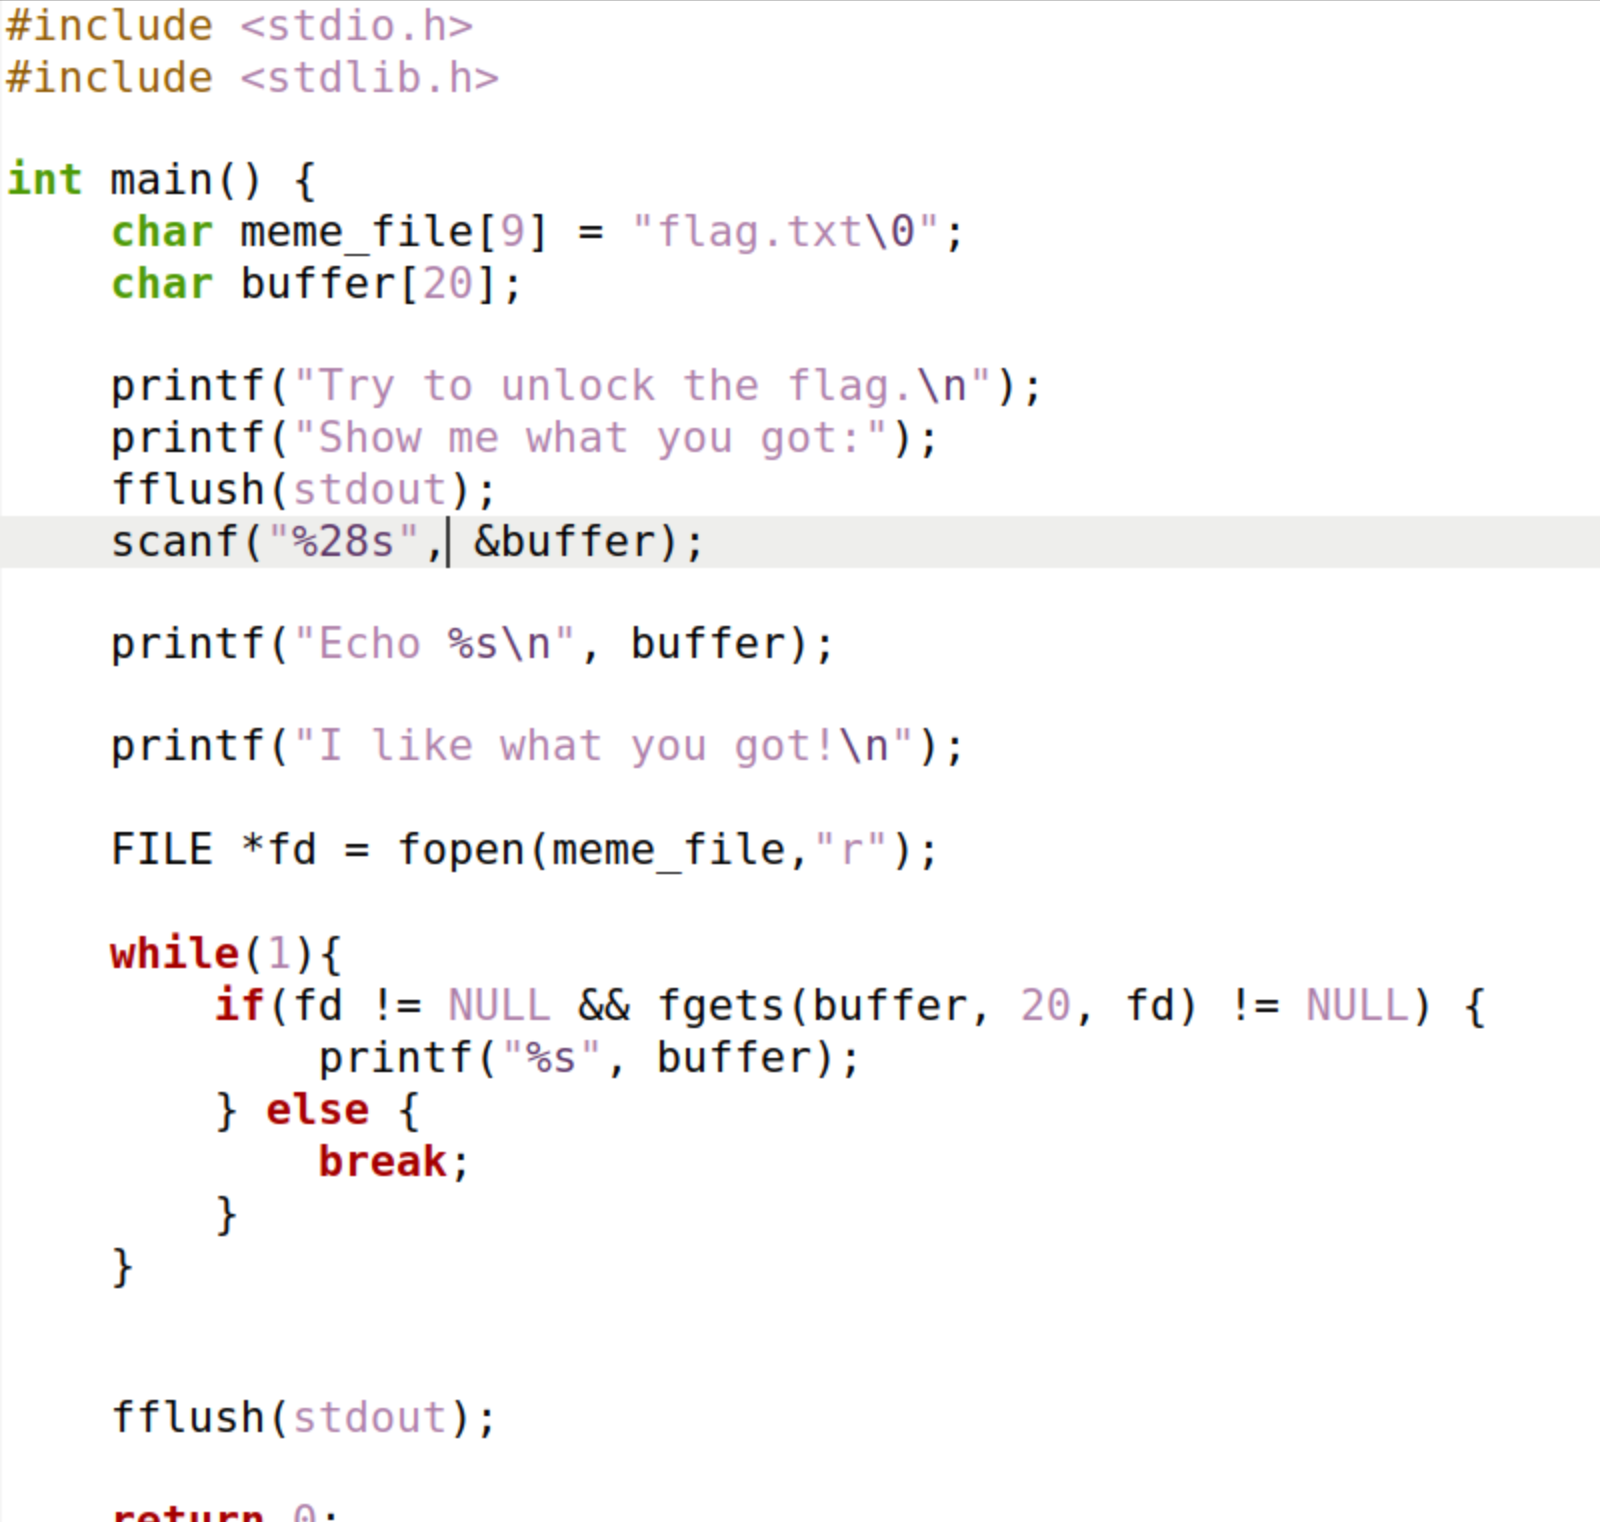 #include <stdio.h>
#include <stdlib.h>
int main() {
    char meme_file[9] = "flag.txt\0";
    char buffer[20];
    printf("Try to unlock the flag.\n");
    printf("Show me what you got:");
    fflush(stdout);
    scanf("%28s", &buffer);
    printf("Echo %s\n", buffer);
    printf("I like what you got!\n");
    FILE *fd = fopen(meme_file,"r");
    while(1){
        if(fd != NULL && fgets(buffer, 20, fd) != NULL) {
            printf("%s", buffer);
        } else {
            break;
        }
    }
    fflush(stdout);
    return 0;